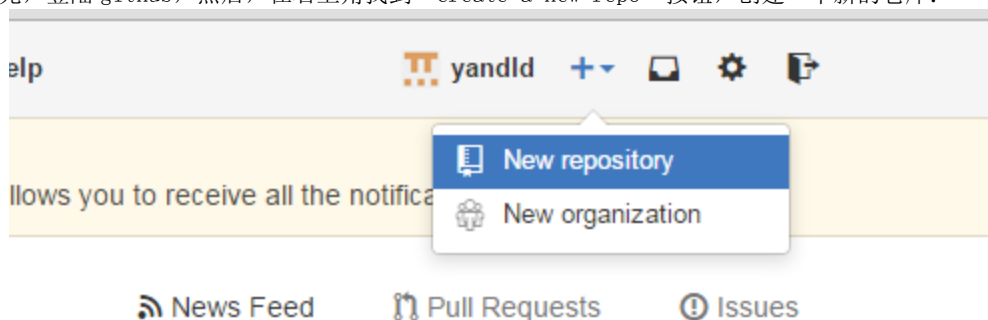 elp
yandld
New repository
llows you to receive all the notifica
New organization
News Feed Pull Requests Issues